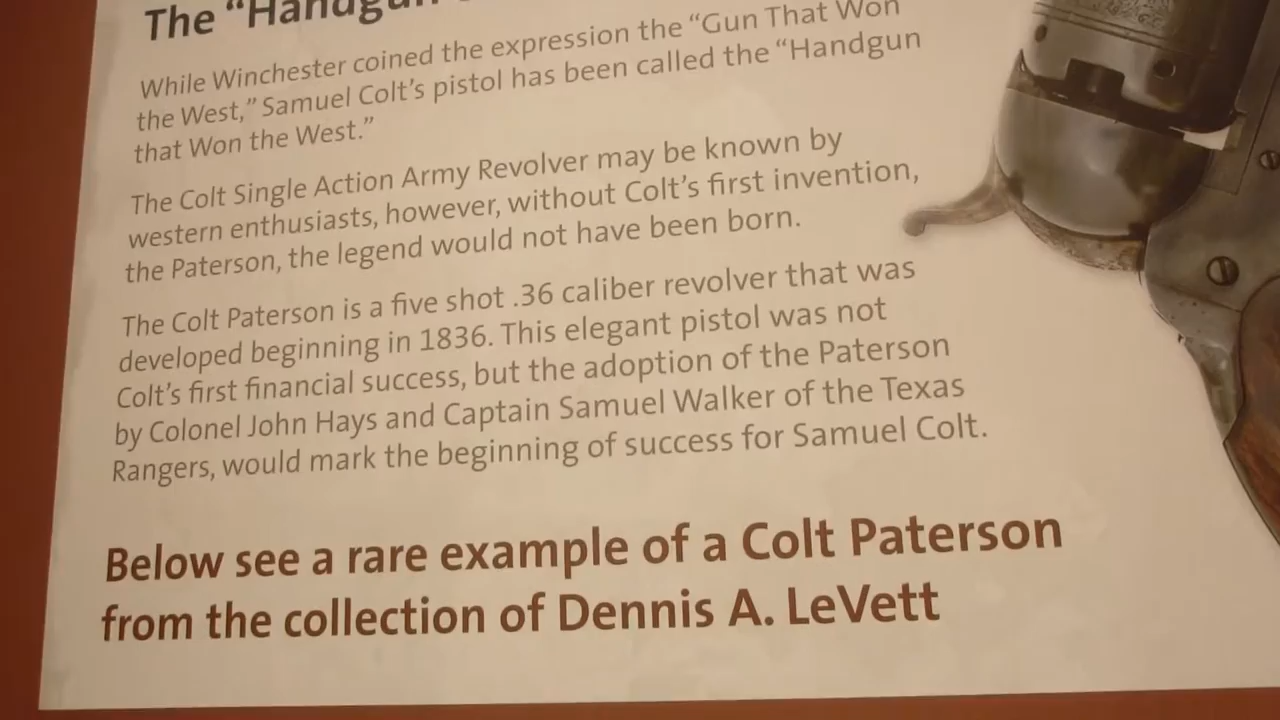 The "Handgun
While Winchester coined the expression the "Gun That Won
the West," Samuel Colt's pistol has been called the "Handgun
that Won the West."
The Colt Single Action Army Revolver may be known by
western enthusiasts, however, without Colt's first invention,
the Paterson, the legend would not have been born.
The Colt Paterson is a five shot .36 caliber revolver that was
developed beginning in 1836. This elegant pistol was not
Colt's first financial success, but the adoption of the Paterson
by Colonel John Hays and Captain Samuel Walker of the Texas
Rangers, would mark the beginning of success for Samuel Colt.
Below see a rare example of a Colt Paterson
from the collection of Dennis A. LeVett